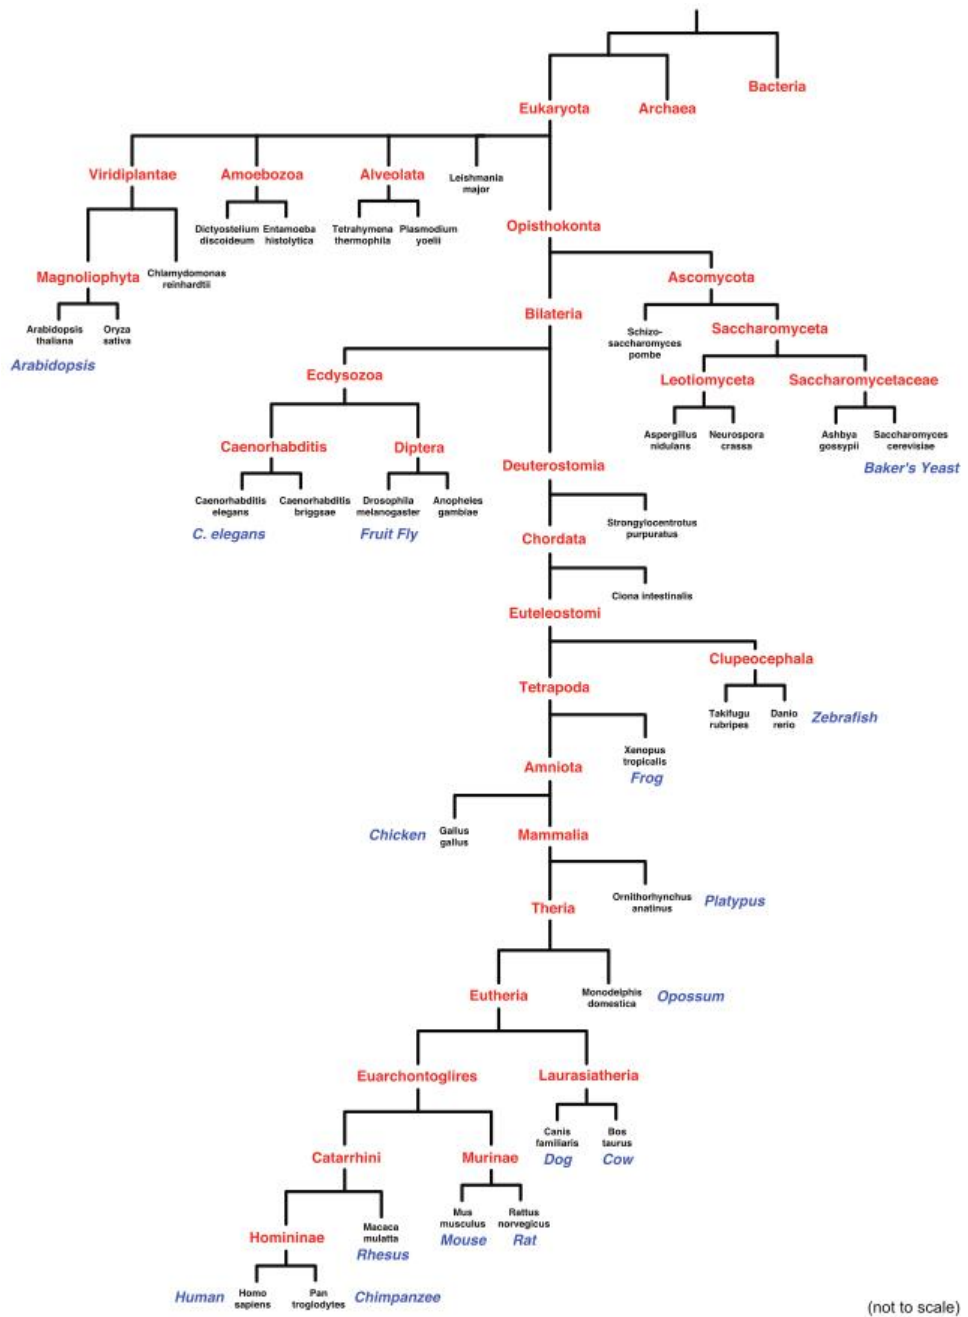 Bacteria
Eukaryota
Archaea
Viridiplantae
Amoebozoa
Alveolata
Leishmania
major
Dictyostelium
discoideum
Entamoeba
histolytica
Tetrahymena
thermophila
Plasmodium
yoelii
Opisthokonta
Magnoliophyta
Chlamydomonas
reinhardtii
Ascomycota
Arabidopsis
thaliana
Oryza
sativa
Arabidopsis
Bilateria
Schizo-
saccharomyces
pombe
Saccharomyceta
Ecdysozoa
Leotiomyceta
Saccharomycetaceae
Aspergillus
nidulans
Neurospora
crassa
Ashbya
gossypii
Saccharomyces
cerevisiae
Baker's Yeast
Caenorhabditis
Diptera
Deuterostomia
Caenorhabditis
elegans
Caenorhabditis
briggsae
Drosophila
melanogaster
Anopheles
gambiae
C. elegans
Fruit Fly
Strongylocentrotus
purpuratus
Chordata
Ciona intestinalis
Euteleostomi
Clupeocephala
Tetrapoda
Takifugu
rubripes
Danio
rerio
Zebrafish
Xenopus
tropicalis
Frog
Amniota
Chicken
Gallus
gallus
Mammalia
Ornithorhynchus
anatinus
Platypus
Theria
Eutheria
Monodelphis
domestica
Opossum
Euarchontoglires
Laurasiatheria
Canis
familiaris
Dog
Bos
taurus
Cow
Catarrhini
Murinae
Mus
musculus
Mouse
Rattus
norvegicus
Rat
Homininae
Macaca
mulatta
Rhesus
Human
Homo
sapiens
Pan
troglodytes
Chimpanzee
(not to scale)